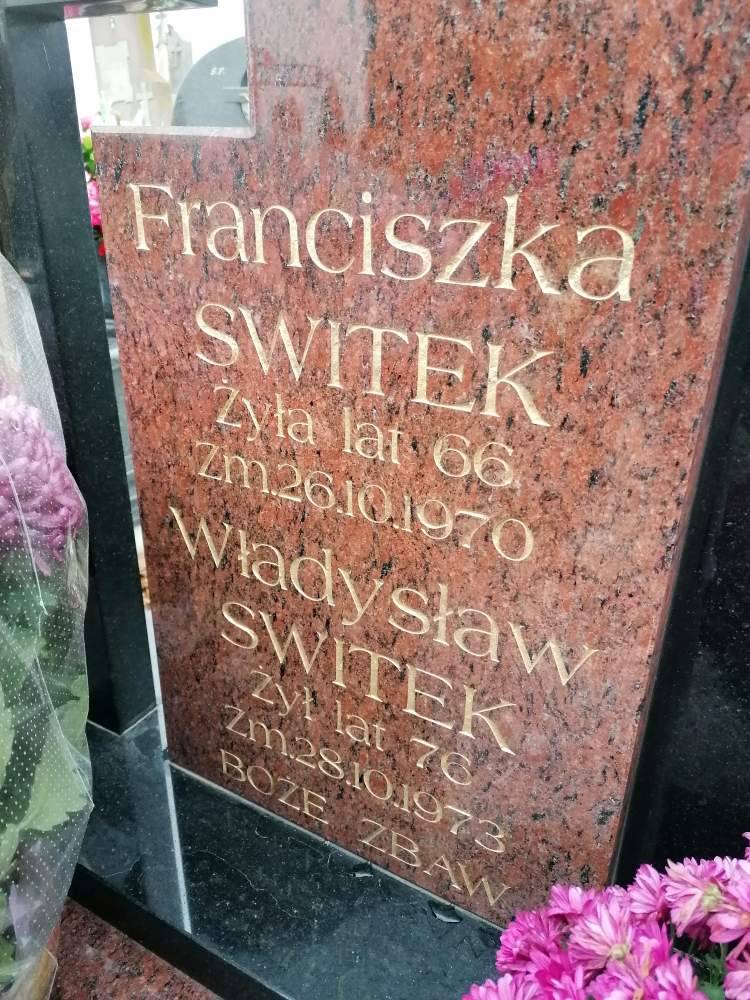 Franciszka
SWITEK
Żyła lat 66
Zm.26.10.1970
Władysław
SWITEK
Żył lat 76
Zm.28.10.1973
BOŻE ZBAW